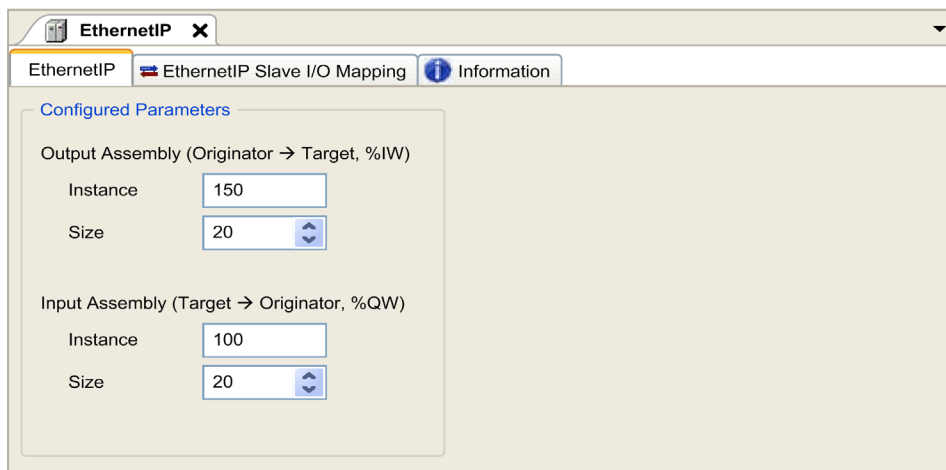 EthernetIP
EthernetIP EthernetIP Slave I/O Mapping Information
Configured Parameters
Output Assembly (Originator → Target, %IW)
Instance 150
Size 20
Input Assembly (Target → Originator, %QW)
Instance 100
Size 20